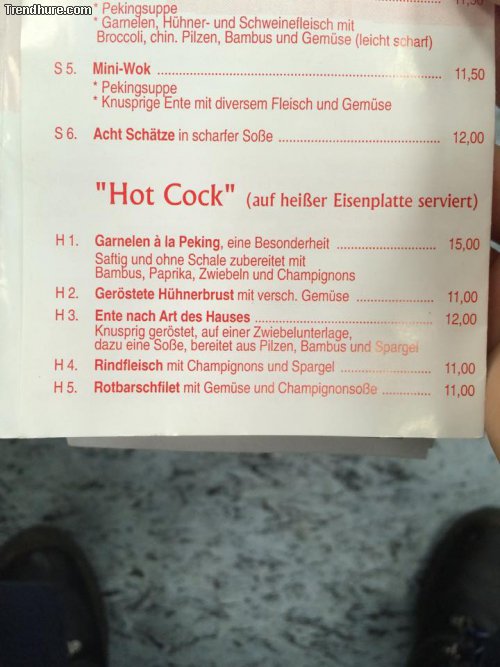 Trendhure.com
* Pekingsuppe
* Garnelen, Hühner- und Schweinefleisch mit
Broccoli, chin. Pilzen, Bambus und Gemüse (leicht scharf)
S 5. Mini-Wok ........ 11,50
* Pekingsuppe
* Knusprige Ente mit diversem Fleisch und Gemüse
S 6. Acht Schätze in scharfer Soße ........ 12,00
"Hot Cock" (auf heißer Eisenplatte serviert)
H 1. Garnelen à la Peking, eine Besonderheit ........ 15,00
Saftig und ohne Schale zubereitet mit
Bambus, Paprika, Zwiebeln und Champignons
H 2. Geröstete Hühnerbrust mit versch. Gemüse ........ 11,00
H 3. Ente nach Art des Hauses ........ 12,00
Knusprig geröstet, auf einer Zwiebelunterlage,
dazu eine Soße, bereitet aus Pilzen, Bambus und Spargel
H 4. Rindfleisch mit Champignons und Spargel ........ 11,00
H 5. Rotbarschfilet mit Gemüse und Champignonsoße ........ 11,00